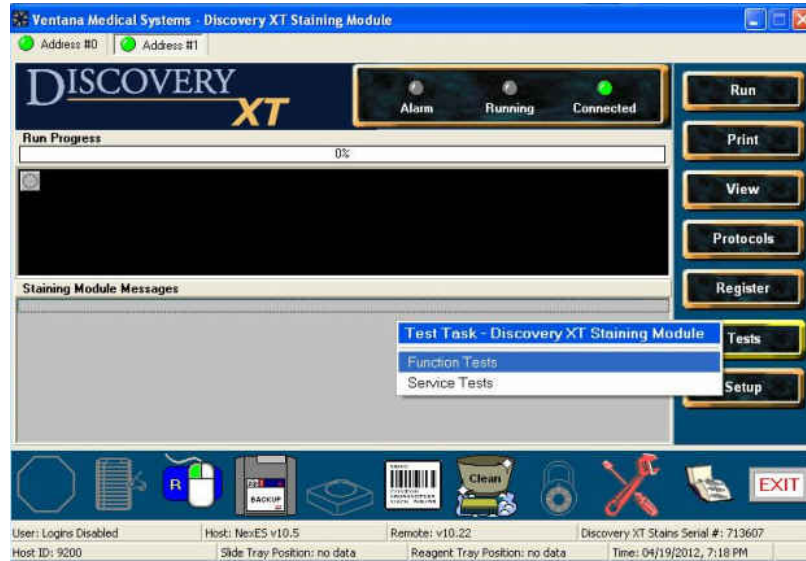 Ventana Medical Systems - Discovery XT Staining Module
Address #0 Address #1
DISCOVERY XT
Alarm Running Connected
Run
Print
View
Protocols
Register
Tests
Setup
Run Progress
0%
Staining Module Messages
Test Task - Discovery XT Staining Module
Function Tests
Service Tests
R
BACKUP
Clean
EXIT
User: Logins Disabled Host: NexES v10.5 Remote: v10.22 Discovery XT Stains Serial #: 713607
Host ID: 9200 Slide Tray Position: no data Reagent Tray Position: no data Time: 04/19/2012, 7:18 PM